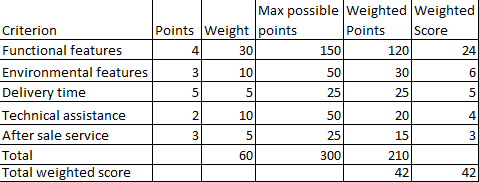 Max possible Weighted Weighted
Criterion Points Weight points Points Score
Functional features 4 30 150 120 24
Environmental features 3 10 50 30 6
Delivery time 5 5 25 25 5
Technical assistance 2 10 50 20 4
After sale service 3 5 25 15 3
Total 60 300 210
Total weighted score 42 42